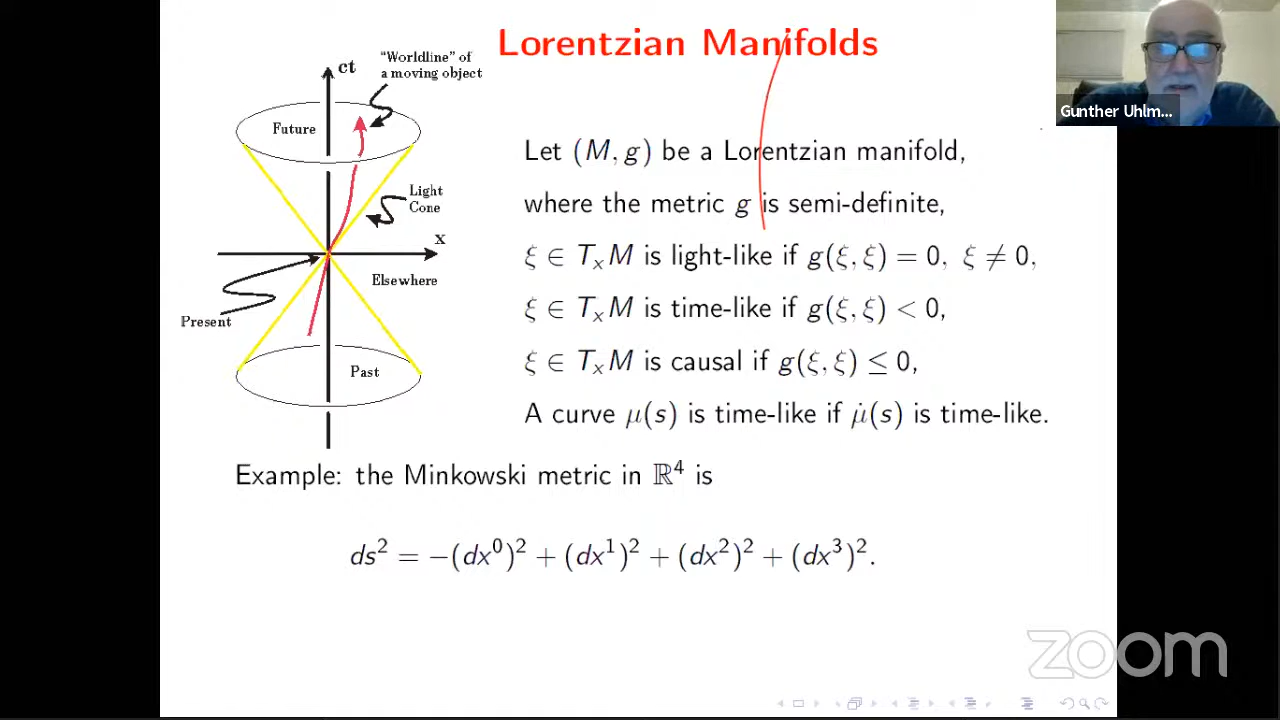 Lorentzian Manifolds
"Worldline" of
a moving object
ct
Future
Light
Cone
x
Elsewhere
Present
Past
Let (M, g) be a Lorentzian manifold,
where the metric g is semi-definite,
ξ ∈ TₓM is light-like if g(ξ, ξ) = 0, ξ ≠ 0,
ξ ∈ TₓM is time-like if g(ξ, ξ) < 0,
ξ ∈ TₓM is causal if g(ξ, ξ) ≤ 0,
A curve μ(s) is time-like if μ̇(s) is time-like.
Example: the Minkowski metric in ℝ⁴ is
ds² = −(dx⁰)² + (dx¹)² + (dx²)² + (dx³)².
Gunther Uhlm...
zoom